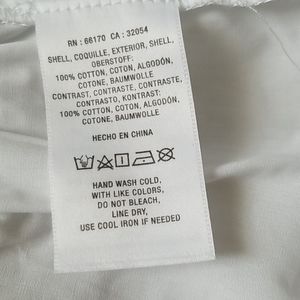 RN : 66170 CA : 32054
SHELL, COQUILLE, EXTERIOR, SHELL,
OBERSTOFF:
100% COTTON, COTON, ALGODÓN,
COTONE, BAUMWOLLE
CONTRAST, CONTRASTE, CONTRASTE,
CONTRASTO, KONTRAST:
100% COTTON, COTON, ALGODÓN,
COTONE, BAUMWOLLE
HECHO EN CHINA
HAND WASH COLD,
WITH LIKE COLORS,
DO NOT BLEACH,
LINE DRY,
USE COOL IRON IF NEEDED